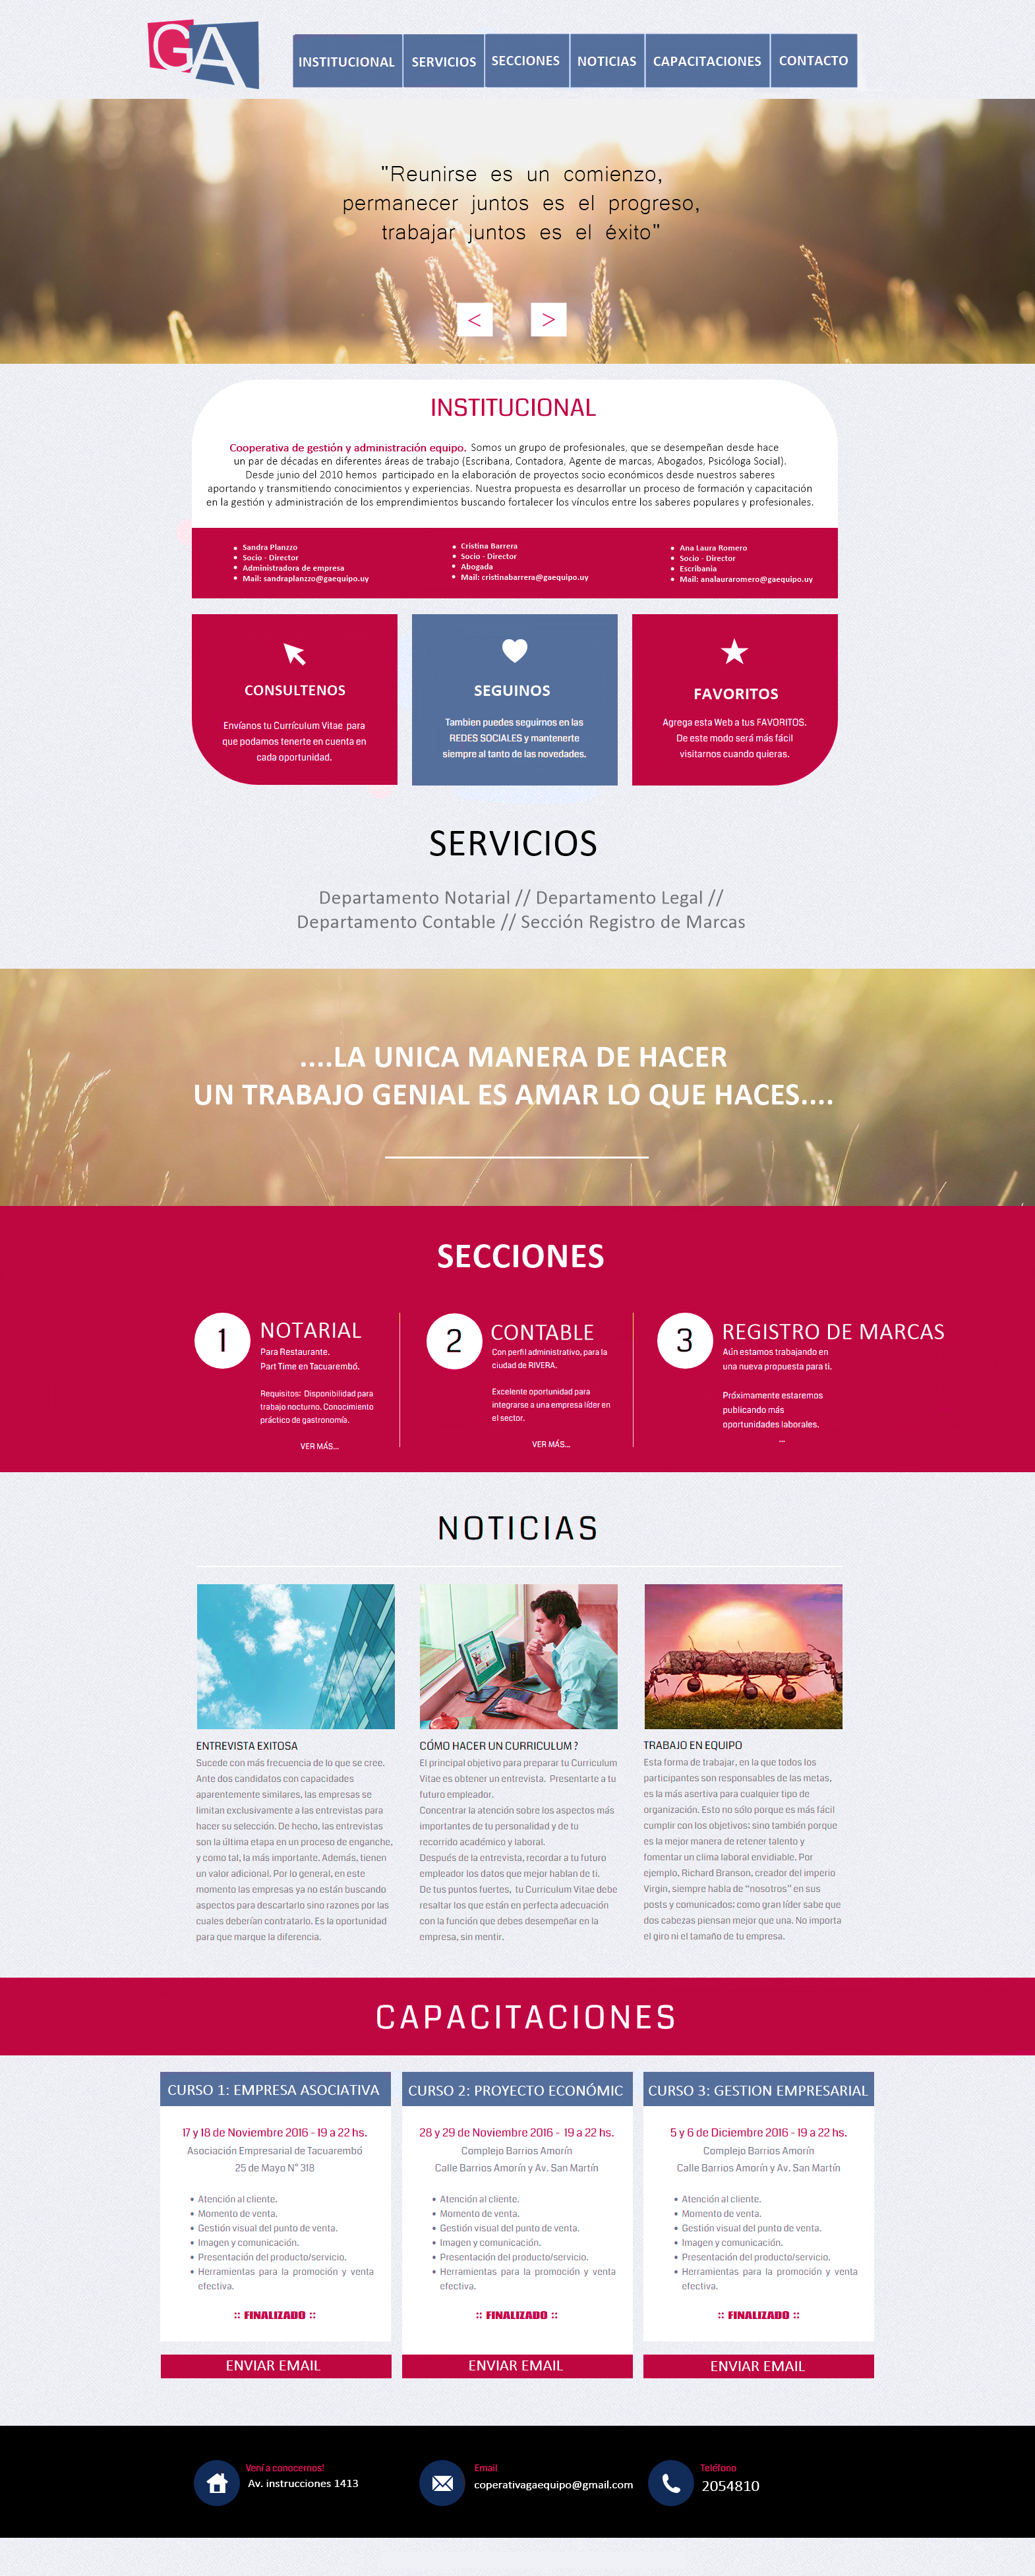 GA
INSTITUCIONAL
SERVICIOS
SECCIONES
NOTICIAS
CAPACITACIONES
CONTACTO
"Reunirse es un comienzo,
permanecer juntos es el progreso,
trabajar juntos es el éxito"
<
>
INSTITUCIONAL
Cooperativa de gestión y administración equipo. Somos un grupo de profesionales, que se desempeñan desde hace
un par de décadas en diferentes áreas de trabajo (Escribana, Contadora, Agente de marcas, Abogados, Psicóloga Social).
Desde junio del 2010 hemos participado en la elaboración de proyectos socio económicos desde nuestros saberes
aportando y transmitiendo conocimientos y experiencias. Nuestra propuesta es desarollar un proceso de formación y capacitación
en la gestión y administración de los emprendimientos buscando fortalecer los vínculos entre los saberes populares y profesionales.
• Sandra Planzzo
• Socio - Director
• Administradora de empresa
• Mail: sandraplanzzo@gaequipo.uy
• Cristina Barrera
• Socio - Director
• Abogada
• Mail: cristinabarrera@gaequipo.uy
• Ana Laura Romero
• Socio - Director
• Escribania
• Mail: analauraromero@gaequipo.uy
CONSULTENOS
Envíanos tu Currículum Vitae para
que podamos tenerte en cuenta en
cada oportunidad.
SEGUINOS
Tambien puedes seguirnos en las
REDES SOCIALES y mantenerte
siempre al tanto de las novedades.
FAVORITOS
Agrega esta Web a tus FAVORITOS.
De este modo será más fácil
visitarnos cuando quieras.
SERVICIOS
Departamento Notarial // Departamento Legal //
Departamento Contable // Sección Registro de Marcas
....LA UNICA MANERA DE HACER
UN TRABAJO GENIAL ES AMAR LO QUE HACES....
SECCIONES
1
NOTARIAL
Para Restaurante.
Part Time en Tacuarembó.
Requisitos: Disponibilidad para
trabajo nocturno. Conocimiento
práctico de gastronomía.
VER MÁS...
2
CONTABLE
Con perfil administrativo, para la
ciudad de RIVERA.
Excelente oportunidad para
integrarse a una empresa líder en
el sector.
VER MÁS...
3
REGISTRO DE MARCAS
Aún estamos trabajando en
una nueva propuesta para ti.
Próximamente estaremos
publicando más
oportunidades laborales.
...
NOTICIAS
ENTREVISTA EXITOSA
Sucede con más frecuencia de lo que se cree.
Ante dos candidatos con capacidades
aparentemente similares, las empresas se
limitan exclusivamente a las entrevistas para
hacer su selección. De hecho, las entrevistas
son la última etapa en un proceso de enganche,
y como tal, la más importante. Además, tienen
un valor adicional. Por lo general, en este
momento las empresas ya no están buscando
aspectos para descartarlo sino razones por las
cuales deberían contratarlo. Es la oportunidad
para que marque la diferencia.
CÓMO HACER UN CURRICULUM ?
El principal objetivo para preparar tu Curriculum
Vitae es obtener un entrevista. Presentarte a tu
futuro empleador.
Concentrar la atención sobre los aspectos más
importantes de tu personalidad y de tu
recorrido académico y laboral.
Después de la entrevista, recordar a tu futuro
empleador los datos que mejor hablan de ti.
De tus puntos fuertes, tu Curriculum Vitae debe
resaltar los que están en perfecta adecuación
con la función que debes desempeñar en la
empresa, sin mentir.
TRABAJO EN EQUIPO
Esta forma de trabajar, en la que todos los
participantes son responsables de las metas,
es la más asertiva para cualquier tipo de
organización. Esto no sólo porque es más fácil
cumplir con los objetivos; sino también porque
es la mejor manera de retener talento y
fomentar un clima laboral envidiable. Por
ejemplo, Richard Branson, creador del imperio
Virgin, siempre habla de “nosotros” en sus
posts y comunicados; como gran líder sabe que
dos cabezas piensan mejor que una. No importa
el giro ni el tamaño de tu empresa.
CAPACITACIONES
CURSO 1: EMPRESA ASOCIATIVA
17 y 18 de Noviembre 2016 - 19 a 22 hs.
Asociación Empresarial de Tacuarembó
25 de Mayo N° 318
• Atención al cliente.
• Momento de venta.
• Gestión visual del punto de venta.
• Imagen y comunicación.
• Presentación del producto/servicio.
• Herramientas para la promoción y venta
efectiva.
:: FINALIZADO ::
ENVIAR EMAIL
CURSO 2: PROYECTO ECONÓMIC
28 y 29 de Noviembre 2016 - 19 a 22 hs.
Complejo Barrios Amorín
Calle Barrios Amorín y Av. San Martín
• Atención al cliente.
• Momento de venta.
• Gestión visual del punto de venta.
• Imagen y comunicación.
• Presentación del producto/servicio.
• Herramientas para la promoción y venta
efectiva.
:: FINALIZADO ::
ENVIAR EMAIL
CURSO 3: GESTION EMPRESARIAL
5 y 6 de Diciembre 2016 - 19 a 22 hs.
Complejo Barrios Amorín
Calle Barrios Amorín y Av. San Martín
• Atención al cliente.
• Momento de venta.
• Gestión visual del punto de venta.
• Imagen y comunicación.
• Presentación del producto/servicio.
• Herramientas para la promoción y venta
efectiva.
:: FINALIZADO ::
ENVIAR EMAIL
Vení a conocernos!
Av. instrucciones 1413
Email
coperativagaequipo@gmail.com
Teléfono
2054810